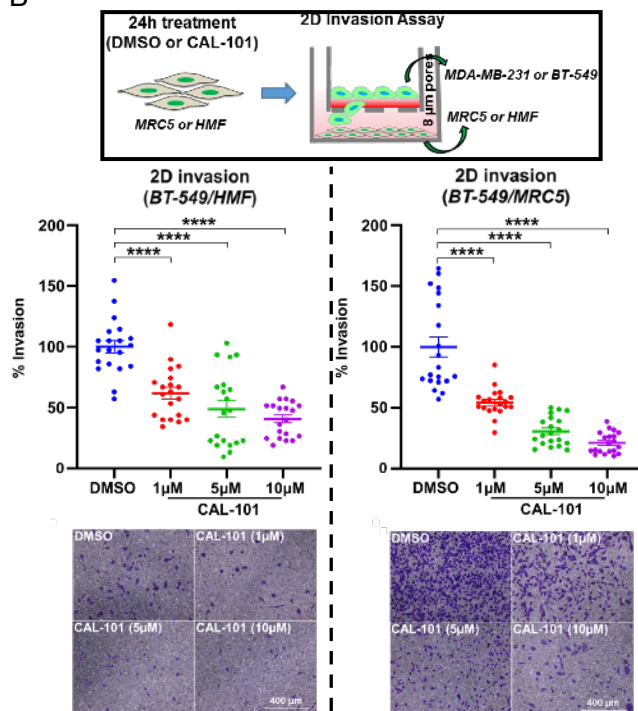 24h treatment
(DMSO or CAL-101)
MRC5 or HMF
2D Invasion Assay
8 µm pores
MDA-MB-231 or BT-549
MRC5 or HMF
2D invasion
(BT-549/HMF)
% Invasion
200
150
100
50
0
****
****
****
DMSO 1µM 5µM 10µM
CAL-101
DMSO
CAL-101 (1µM)
CAL-101 (5µM)
CAL-101 (10µM)
400 µm
2D invasion
(BT-549/MRC5)
% Invasion
200
150
100
50
0
****
****
****
DMSO 1µM 5µM 10µM
CAL-101
DMSO
CAL-101 (1µM)
CAL-101 (5µM)
CAL-101 (10µM)
400 µm